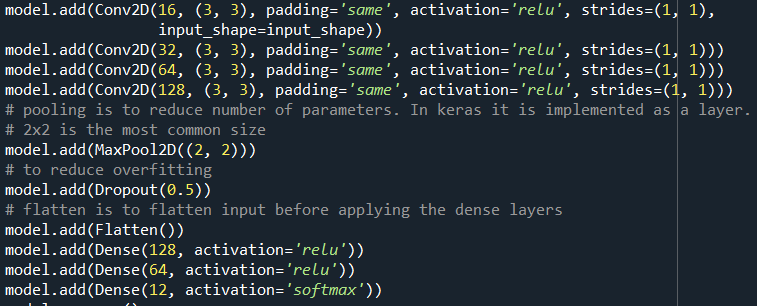 model.add(Conv2D(16, (3, 3), padding='same', activation='relu', strides=(1, 1),
                 input_shape=input_shape))
model.add(Conv2D(32, (3, 3), padding='same', activation='relu', strides=(1, 1)))
model.add(Conv2D(64, (3, 3), padding='same', activation='relu', strides=(1, 1)))
model.add(Conv2D(128, (3, 3), padding='same', activation='relu', strides=(1, 1)))
# pooling is to reduce number of parameters. In keras it is implemented as a layer.
# 2x2 is the most common size
model.add(MaxPool2D((2, 2)))
# to reduce overfitting
model.add(Dropout(0.5))
# flatten is to flatten input before applying the dense layers
model.add(Flatten())
model.add(Dense(128, activation='relu'))
model.add(Dense(64, activation='relu'))
model.add(Dense(12, activation='softmax'))